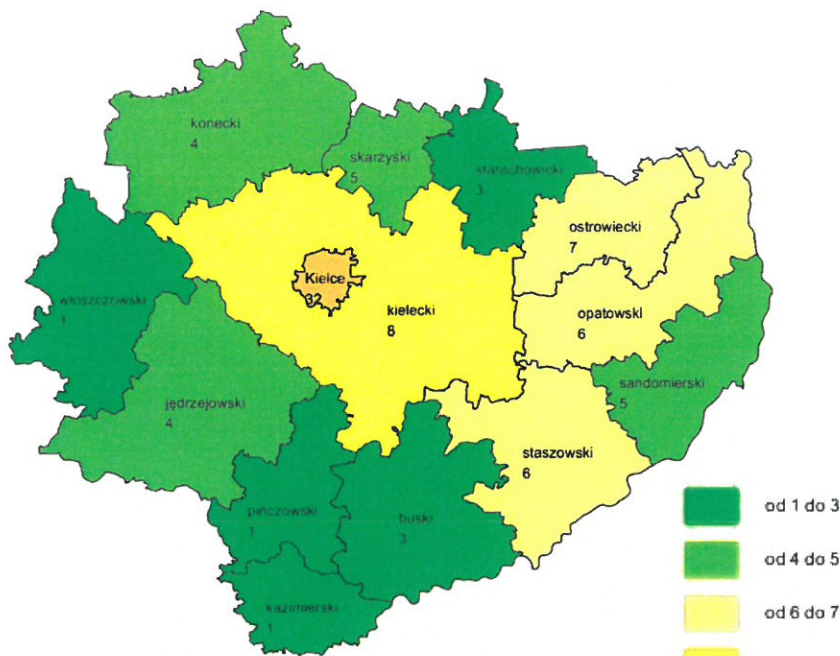 konecki
4
skarżyski
5
starachowicki
3
ostrowiecki
7
Kielce
32
włoszczowski
1
kielecki
8
opatowski
6
sandomierski
5
jędrzejowski
4
staszowski
6
pińczowski
1
buski
3
kazimierski
1
od 1 do 3
od 4 do 5
od 6 do 7